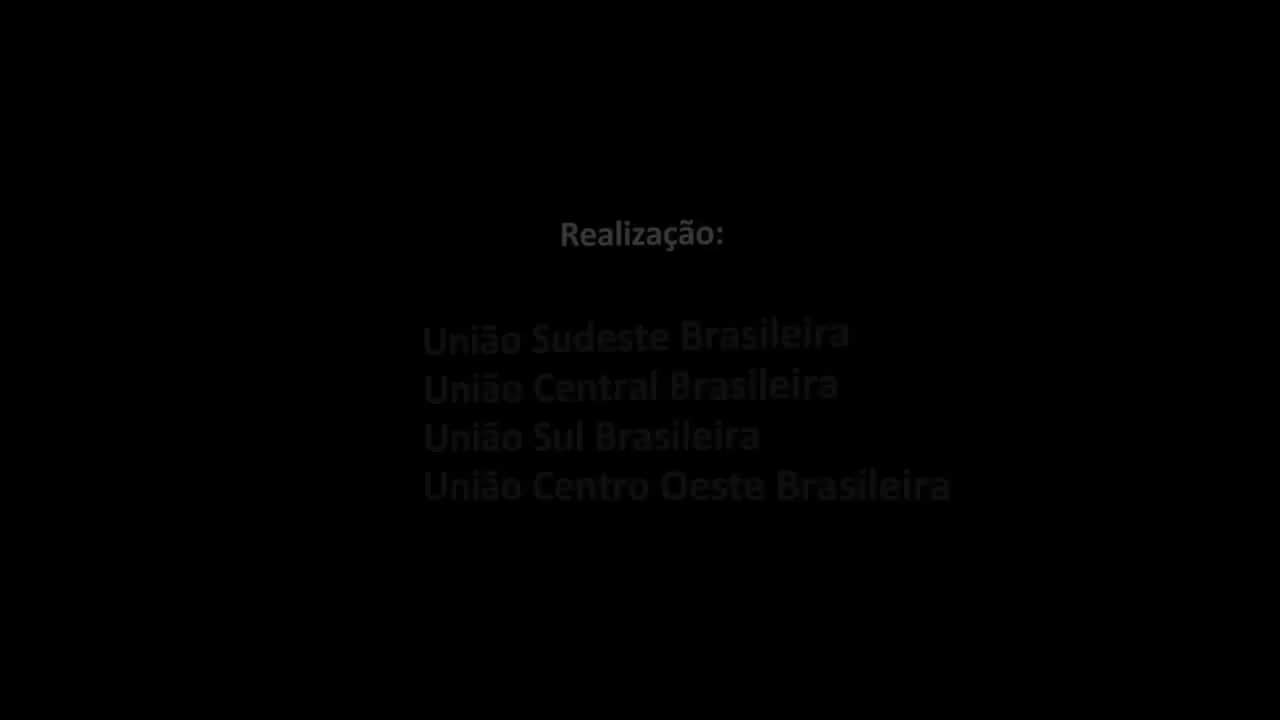 Realização:
União Sudeste Brasileira
União Central Brasileira
União Sul Brasileira
União Centro Oeste Brasileira